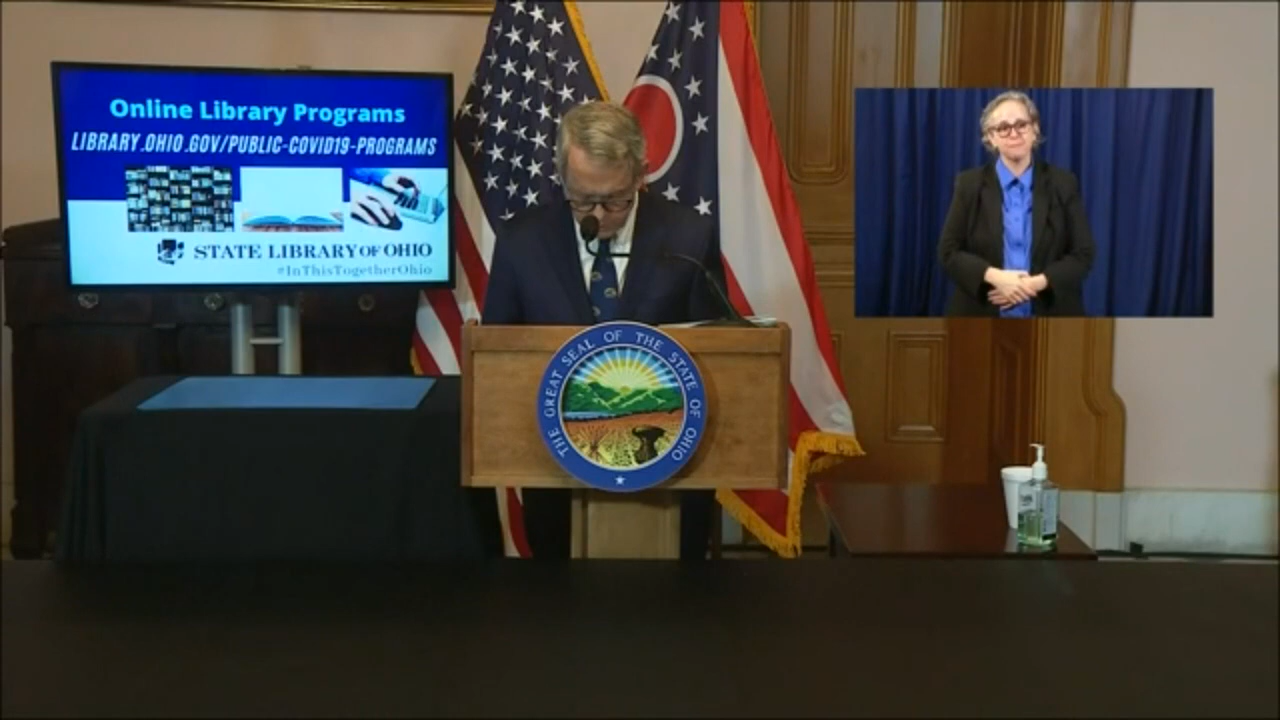 Online Library Programs
LIBRARY.OHIO.GOV/PUBLIC-COVID19-PROGRAMS
STATE LIBRARY OF OHIO
#InThisTogetherOhio
THE GREAT SEAL OF THE STATE OF OHIO